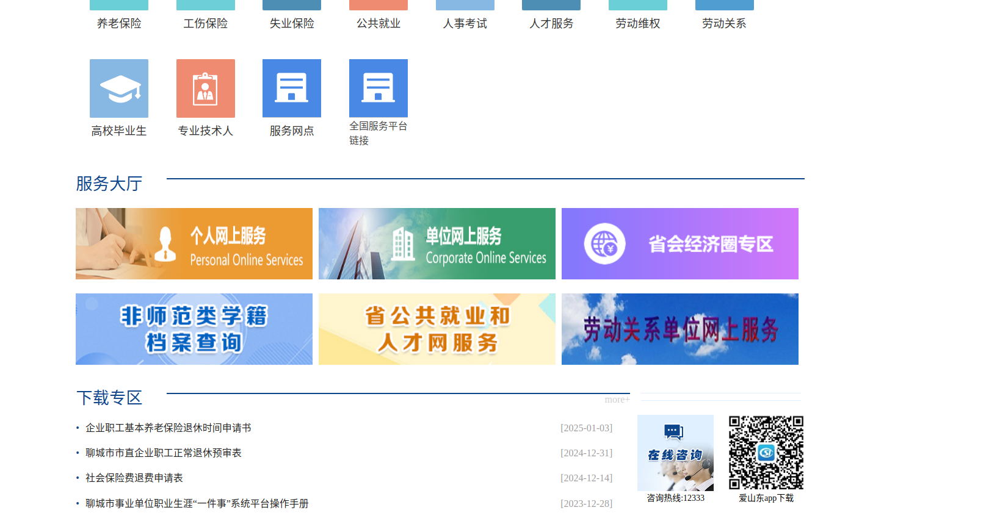 养老保险
工伤保险
失业保险
公共就业
人事考试
人才服务
劳动维权
劳动关系
高校毕业生
专业技术人
服务网点
全国服务平台
链接
服务大厅
个人网上服务
Personal Online Services
单位网上服务
Corporate Online Services
省会经济圈专区
非师范类学籍
档案查询
省公共就业和
人才网服务
劳动关系单位网上服务
下载专区
more+
• 企业职工基本养老保险退休时间申请书 [2025-01-03]
• 聊城市市直企业职工正常退休预审表 [2024-12-31]
• 社会保险费退费申请表 [2024-12-14]
• 聊城市事业单位职业生涯“一件事”系统平台操作手册 [2023-12-28]
在线咨询
咨询热线:12333
爱山东app下载